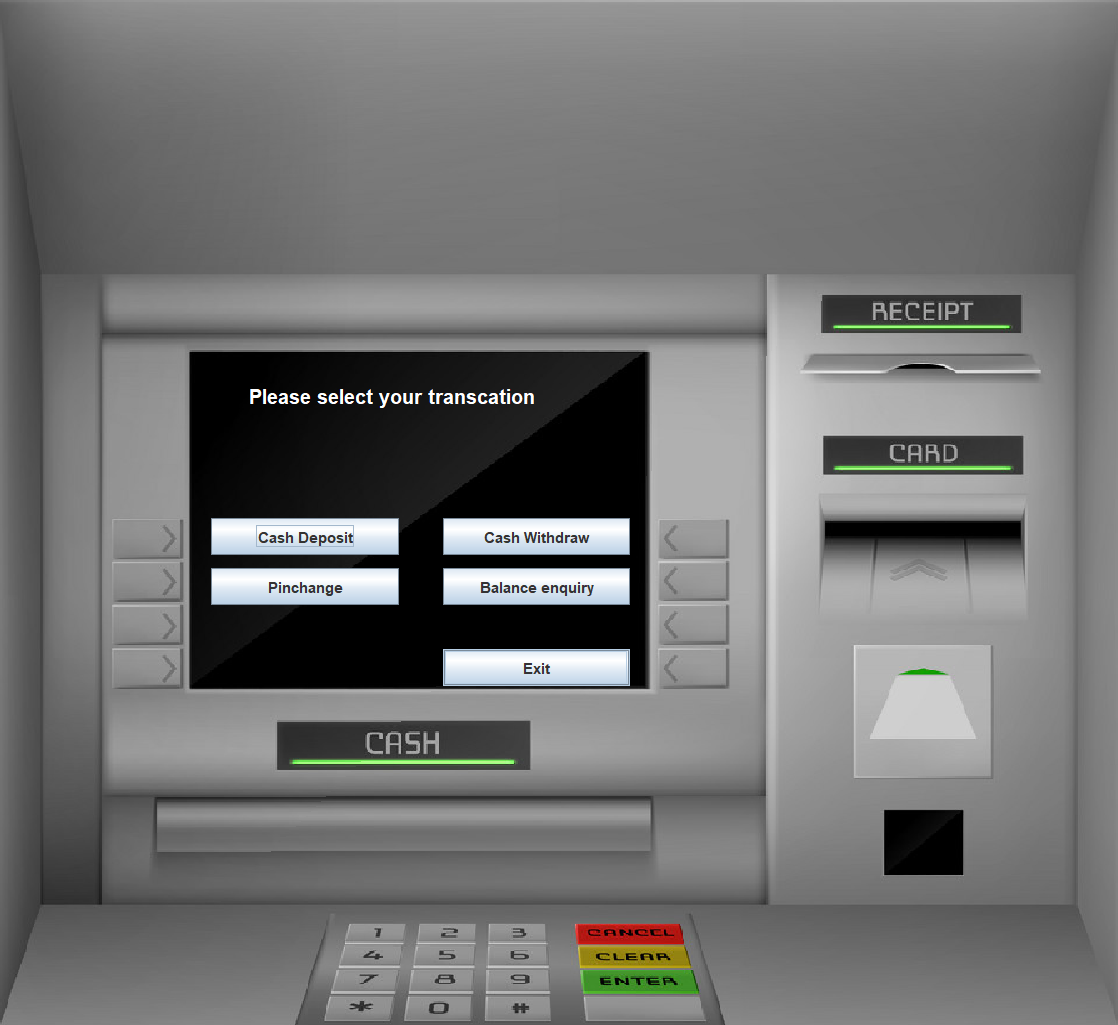 RECEIPT
Please select your transcation
CARD
Cash Deposit
Cash Withdraw
Pinchange
Balance enquiry
Exit
CASH
1 2 3 CANCEL
4 5 6 CLEAR
7 8 9 ENTER
* 0 #